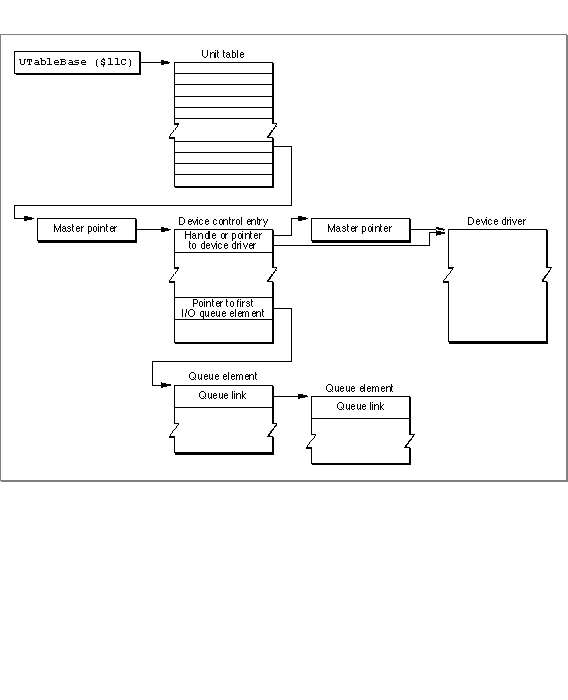 Unit table
UTableBase ($11C)
Device control entry
Device driver
Master pointer
Handle or pointer
to device driver
Master pointer
Pointer to first
I/O queue element
Queue element
Queue element
Queue link
Queue link